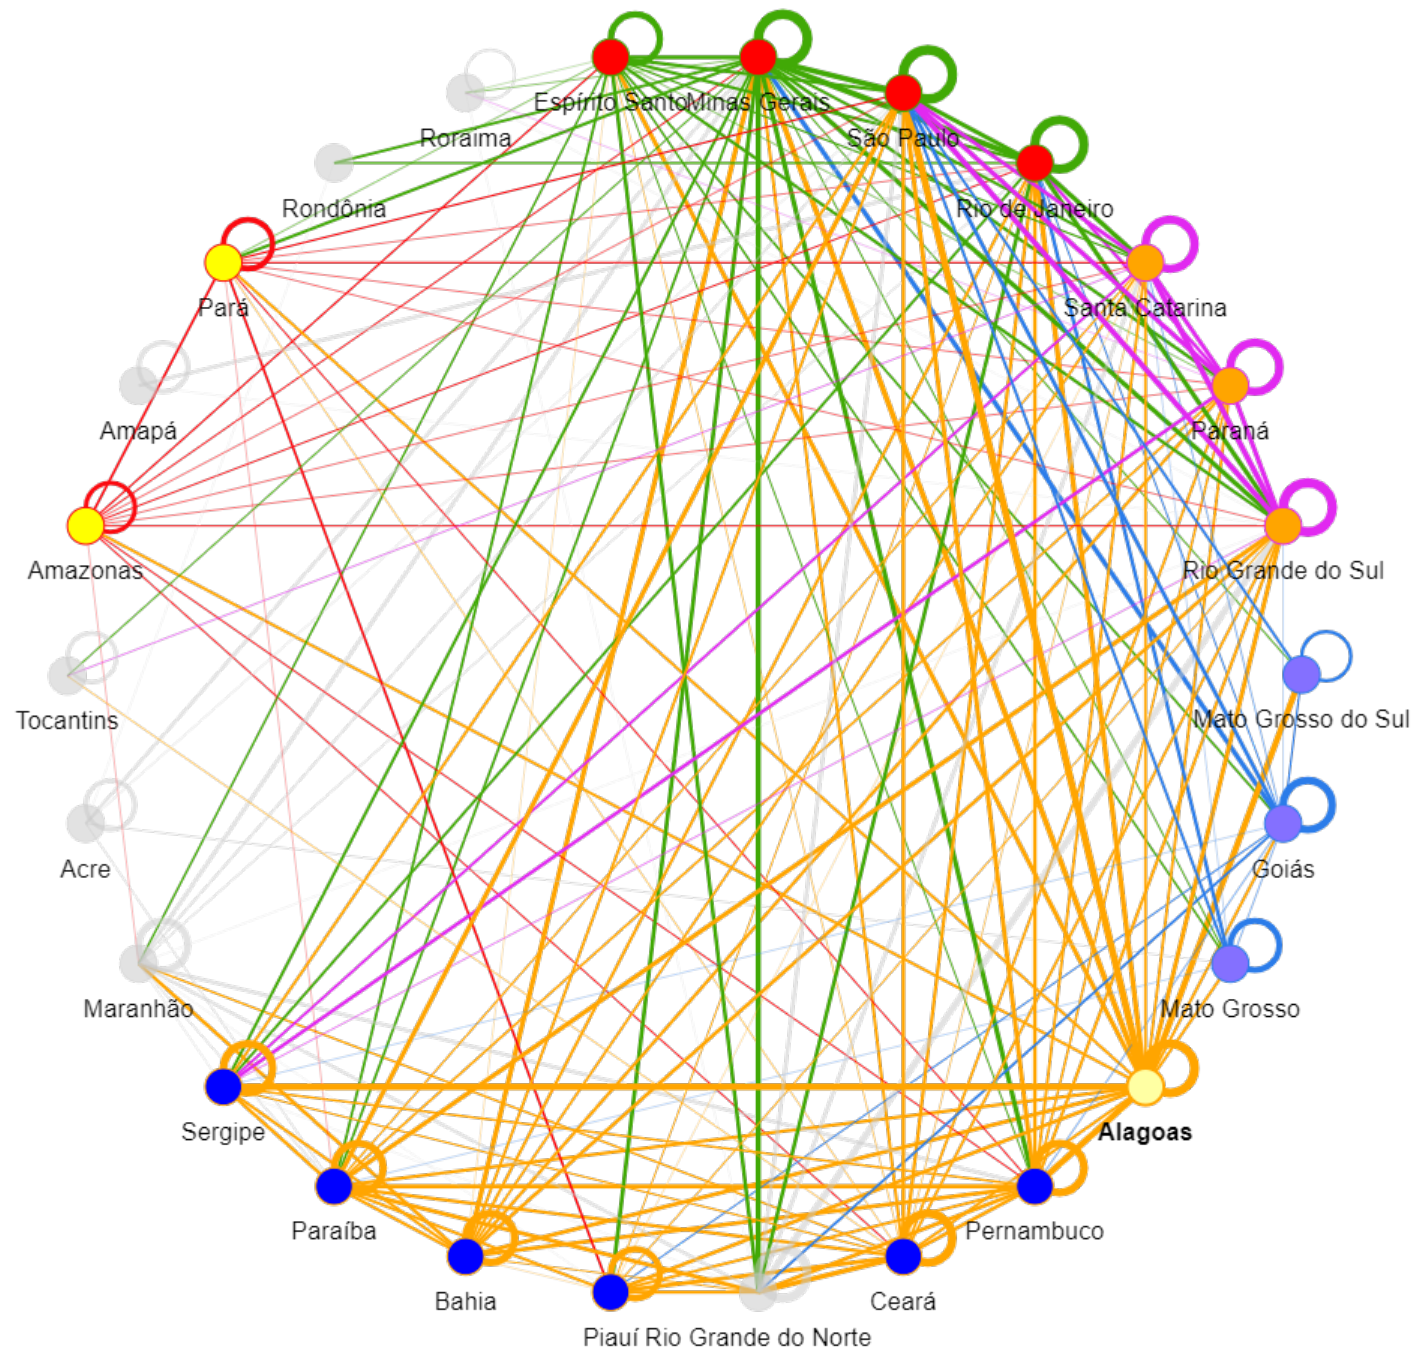 Espírito Santo
Minas Gerais
Roraima
São Paulo
Rondônia
Rio de Janeiro
Pará
Santa Catarina
Amapá
Paraná
Amazonas
Rio Grande do Sul
Tocantins
Mato Grosso do Sul
Acre
Goiás
Maranhão
Mato Grosso
Sergipe
Alagoas
Paraíba
Pernambuco
Bahia
Ceará
Piauí
Rio Grande do Norte